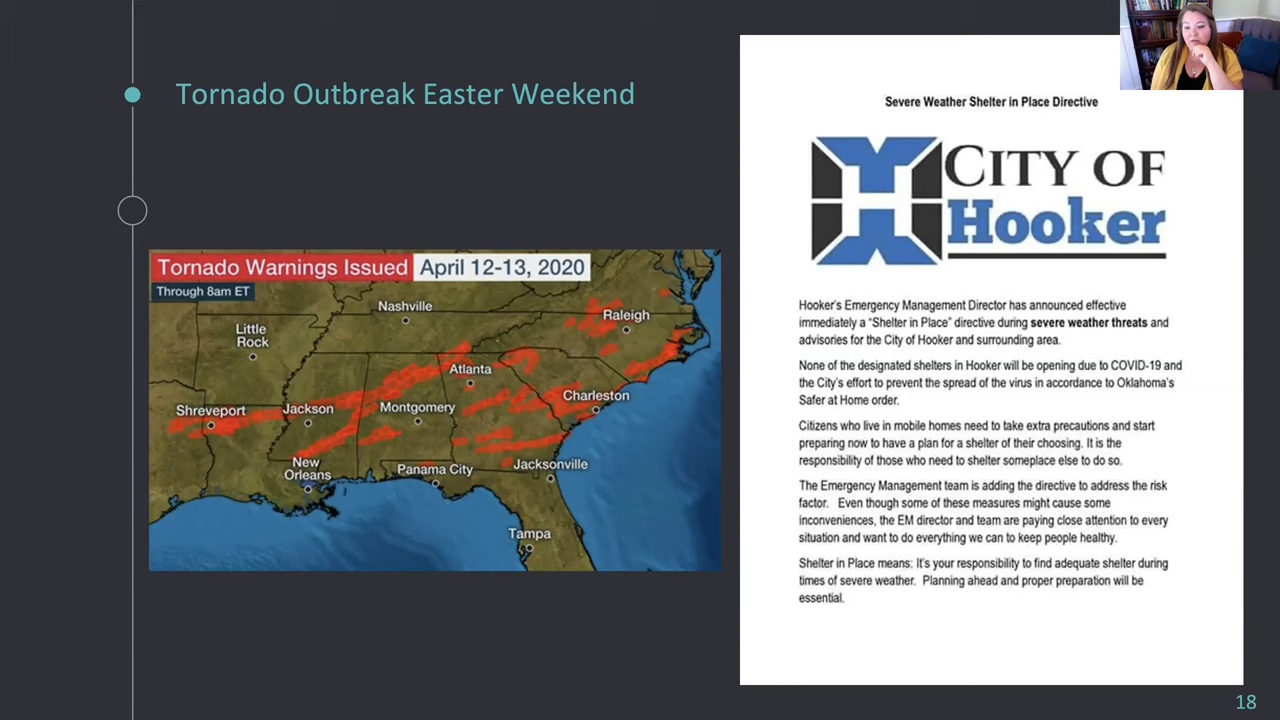 Tornado Outbreak Easter Weekend
Tornado Warnings Issued April 12-13, 2020
Through 8am ET
Nashville
Raleigh
Little
Rock
Atlanta
Charleston
Shreveport
Jackson
Montgomery
New
Orleans
Panama City
Jacksonville
Tampa
Severe Weather Shelter in Place Directive
CITY OF
Hooker
Hooker's Emergency Management Director has announced effective
immediately a “Shelter in Place” directive during severe weather threats and
advisories for the City of Hooker and surrounding area.
None of the designated shelters in Hooker will be opening due to COVID-19 and
the City's effort to prevent the spread of the virus in accordance to Oklahoma's
Safer at Home order.
Citizens who live in mobile homes need to take extra precautions and start
preparing now to have a plan for a shelter of their choosing. It is the
responsibility of those who need to shelter someplace else to do so.
The Emergency Management team is adding the directive to address the risk
factor. Even though some of these measures might cause some
inconveniences, the EM director and team are paying close attention to every
situation and want to do everything we can to keep people healthy.
Shelter in Place means: It's your responsibility to find adequate shelter during
times of severe weather. Planning ahead and proper preparation will be
essential.
18